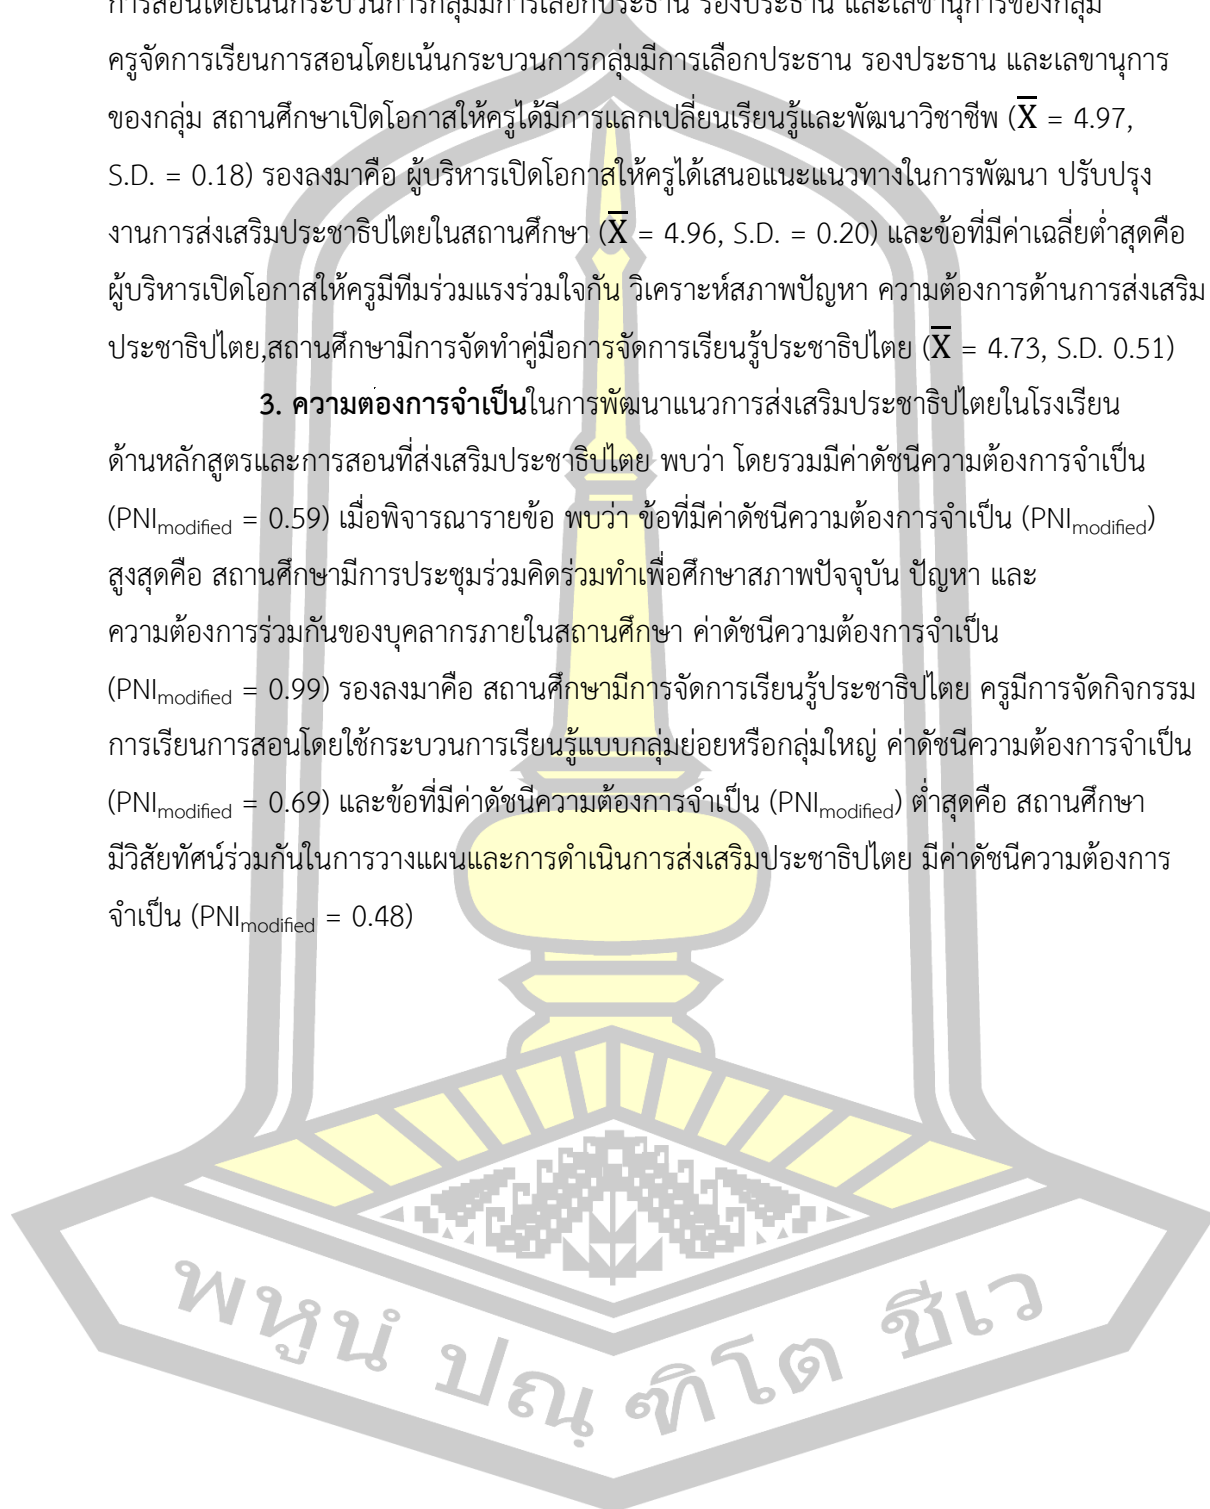 การสอนโดยเน้นกระบวนการกลุ่มมีการเลือกประธาน รองประธาน และเลขานุการของกลุ่ม
ครูจัดการเรียนการสอนโดยเน้นกระบวนการกลุ่มมีการเลือกประธาน รองประธาน และเลขานุการ
ของกลุ่ม สถานศึกษาเปิดโอกาสให้ครูได้มีการแลกเปลี่ยนเรียนรู้และพัฒนาวิชาชีพ (X̅ = 4.97,
S.D. = 0.18) รองลงมาคือ ผู้บริหารเปิดโอกาสให้ครูได้เสนอแนะแนวทางในการพัฒนา ปรับปรุง
งานการส่งเสริมประชาธิปไตยในสถานศึกษา (X̅ = 4.96, S.D. = 0.20) และข้อที่มีค่าเฉลี่ยต่ำสุดคือ
ผู้บริหารเปิดโอกาสให้ครูมีทีมร่วมแรงร่วมใจกัน วิเคราะห์สภาพปัญหา ความต้องการด้านการส่งเสริม
ประชาธิปไตย,สถานศึกษามีการจัดทำคู่มือการจัดการเรียนรู้ประชาธิปไตย (X̅ = 4.73, S.D. 0.51)
3. ความต้องการจำเป็นในการพัฒนาแนวการส่งเสริมประชาธิปไตยในโรงเรียน
ด้านหลักสูตรและการสอนที่ส่งเสริมประชาธิปไตย พบว่า โดยรวมมีค่าดัชนีความต้องการจำเป็น
(PNImodified = 0.59) เมื่อพิจารณารายข้อ พบว่า ข้อที่มีค่าดัชนีความต้องการจำเป็น (PNImodified)
สูงสุดคือ สถานศึกษามีการประชุมร่วมคิดร่วมทำเพื่อศึกษาสภาพปัจจุบัน ปัญหา และ
ความต้องการร่วมกันของบุคลากรภายในสถานศึกษา ค่าดัชนีความต้องการจำเป็น
(PNImodified = 0.99) รองลงมาคือ สถานศึกษามีการจัดการเรียนรู้ประชาธิปไตย ครูมีการจัดกิจกรรม
การเรียนการสอนโดยใช้กระบวนการเรียนรู้แบบกลุ่มย่อยหรือกลุ่มใหญ่ ค่าดัชนีความต้องการจำเป็น
(PNImodified = 0.69) และข้อที่มีค่าดัชนีความต้องการจำเป็น (PNImodified) ต่ำสุดคือ สถานศึกษา
มีวิสัยทัศน์ร่วมกันในการวางแผนและการดำเนินการส่งเสริมประชาธิปไตย มีค่าดัชนีความต้องการ
จำเป็น (PNImodified = 0.48)
พหูนํ ปณฺฑิโต ชีเว